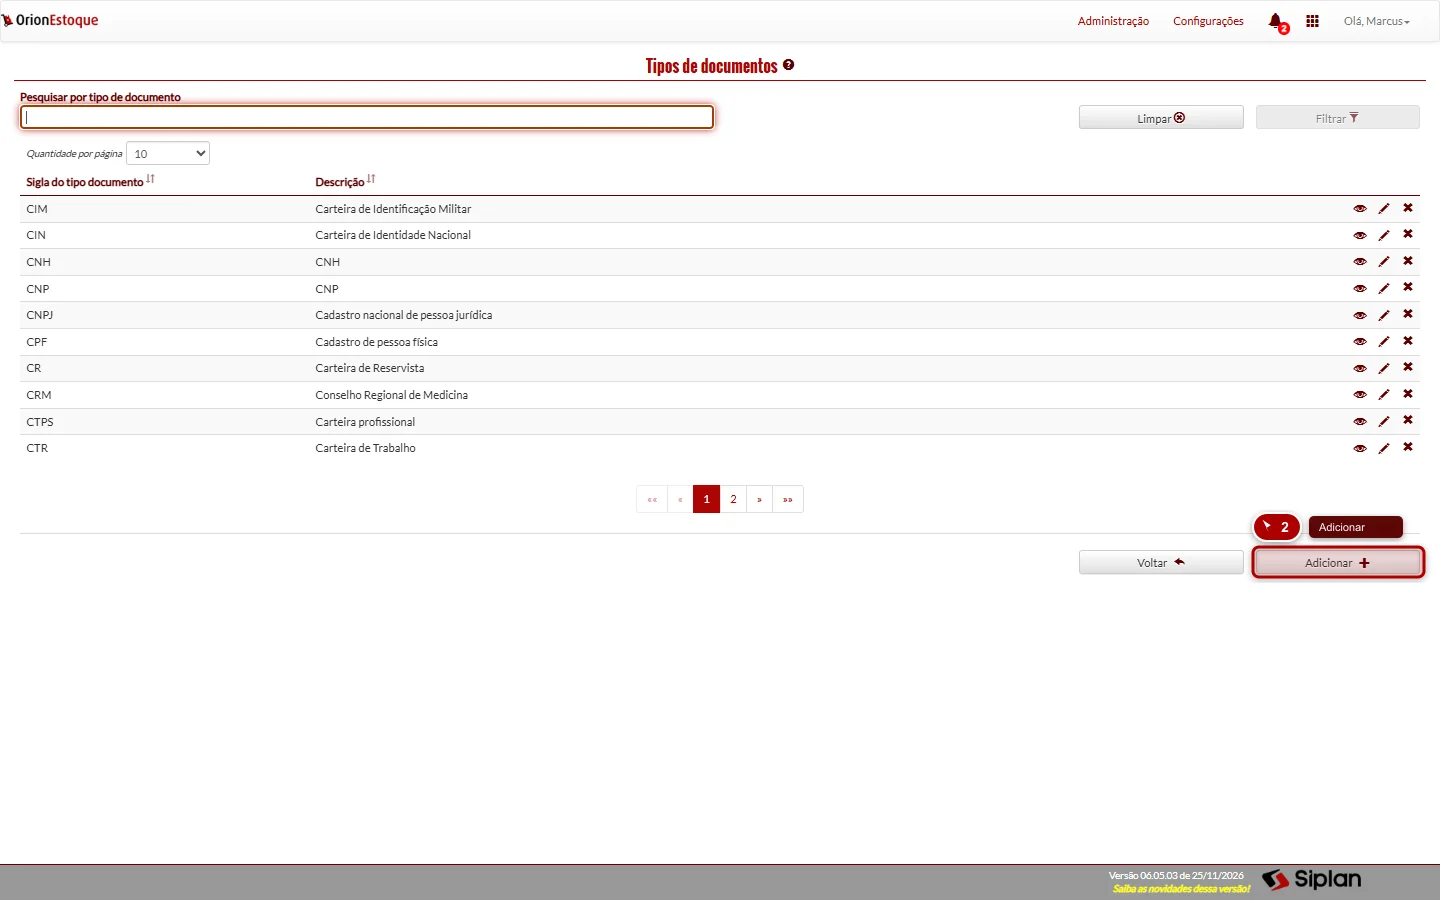 OrionEstoque
Administração
Configurações
2
Olá, Marcus
Tipos de documentos
Pesquisar por tipo de documento
Limpar
Filtrar
Quantidade por página 10
Sigla do tipo documento Descrição
CIM Carteira de Identificação Militar
CIN Carteira de Identidade Nacional
CNH CNH
CNP CNP
CNPJ Cadastro nacional de pessoa jurídica
CPF Cadastro de pessoa física
CR Carteira de Reservista
CRM Conselho Regional de Medicina
CTPS Carteira profissional
CTR Carteira de Trabalho
«« « 1 2 » »»
2 Adicionar
Voltar
Adicionar
Versão 06.05.03 de 25/11/2026
Saiba as novidades dessa versão!
Siplan